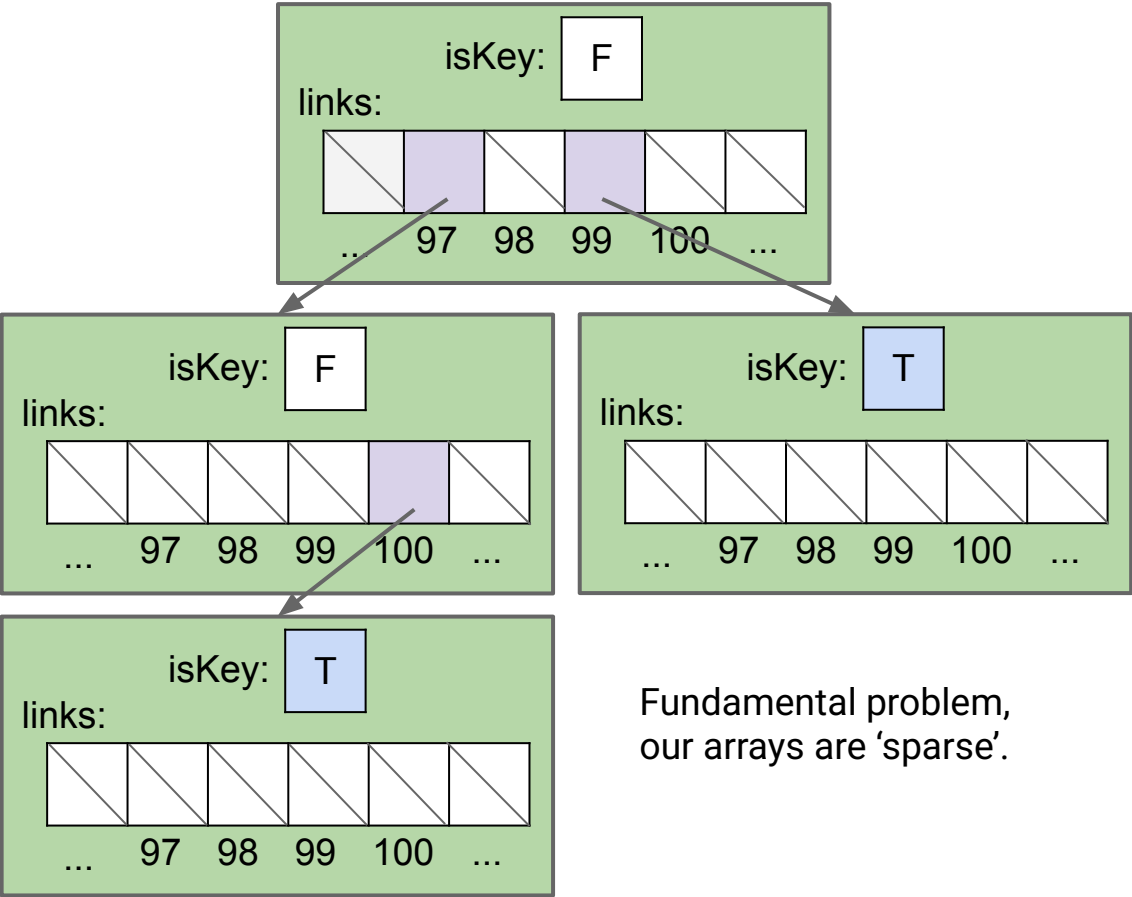 isKey: F
links:
... 97 98 99 100 ...
isKey: F
links:
... 97 98 99 100 ...
isKey: T
links:
... 97 98 99 100 ...
isKey: T
links:
... 97 98 99 100 ...
Fundamental problem,
our arrays are ‘sparse’.